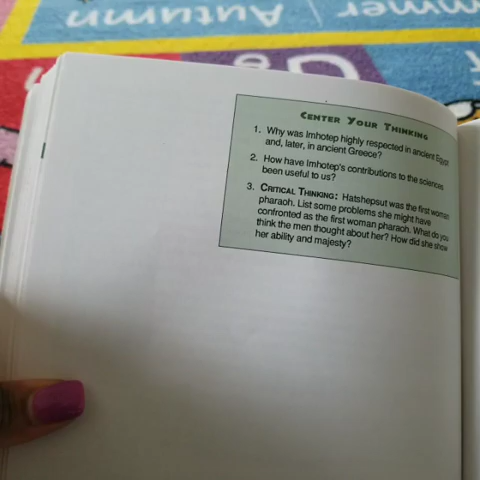 Autumn
mmer
CENTER YOUR THINKING
1. Why was Imhotep highly respected in ancient Egypt
and, later, in ancient Greece?
2. How have Imhotep's contributions to the sciences
been useful to us?
3. CRITICAL THINKING: Hatshepsut was the first woman
pharaoh. List some problems she might have
confronted as the first woman pharaoh. What do you
think the men thought about her? How did she show
her ability and majesty?